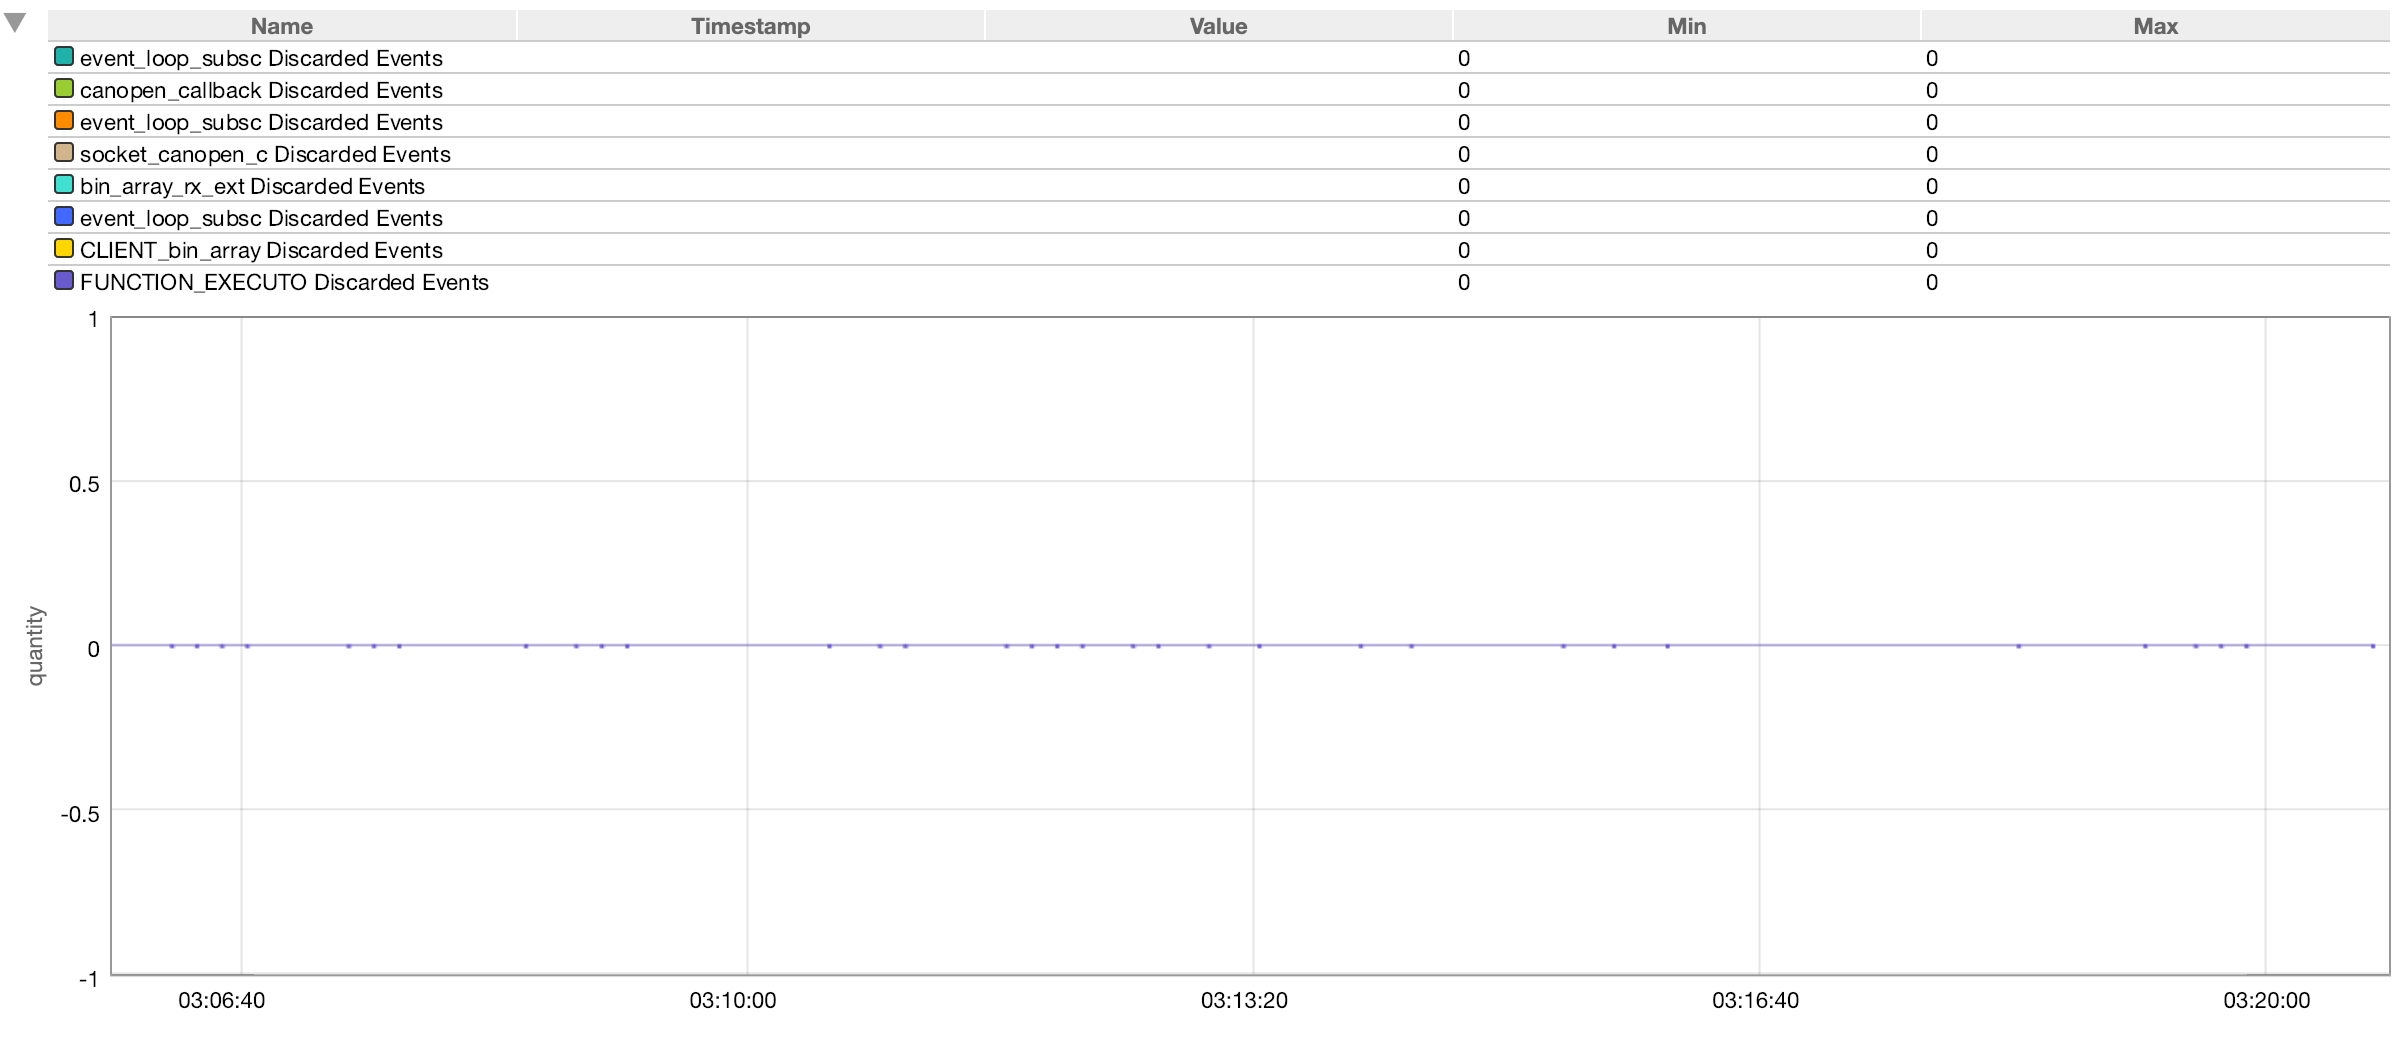 Name Timestamp Value Min Max
event_loop_subsc Discarded Events 0 0
canopen_callback Discarded Events 0 0
event_loop_subsc Discarded Events 0 0
socket_canopen_c Discarded Events 0 0
bin_array_rx_ext Discarded Events 0 0
event_loop_subsc Discarded Events 0 0
CLIENT_bin_array Discarded Events 0 0
FUNCTION_EXECUTO Discarded Events 0 0
1
0.5
0
-0.5
-1
quantity
03:06:40 03:10:00 03:13:20 03:16:40 03:20:00